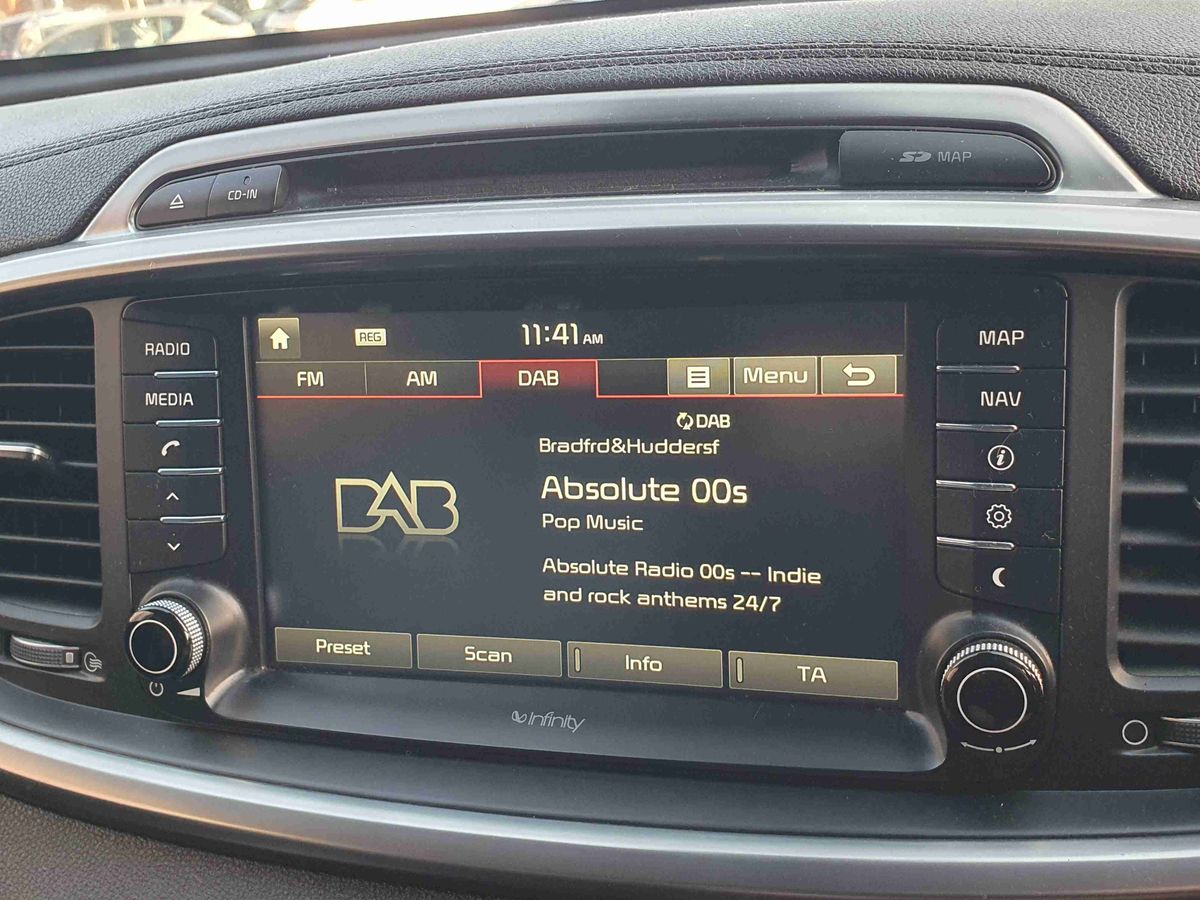 CD-IN
SD MAP
RADIO
MEDIA
REG
11:41 AM
FM AM DAB Menu
MAP
NAV
i
DAB
Bradfrd&Huddersf
Absolute 00s
Pop Music
Absolute Radio 00s -- Indie
and rock anthems 24/7
DAB
Preset Scan Info TA
Infinity